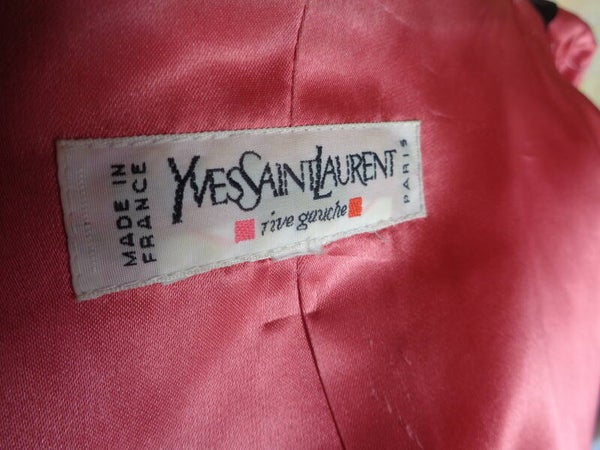 MADE IN
FRANCE
YVESSAINTLAURENT
rive gauche
PARIS